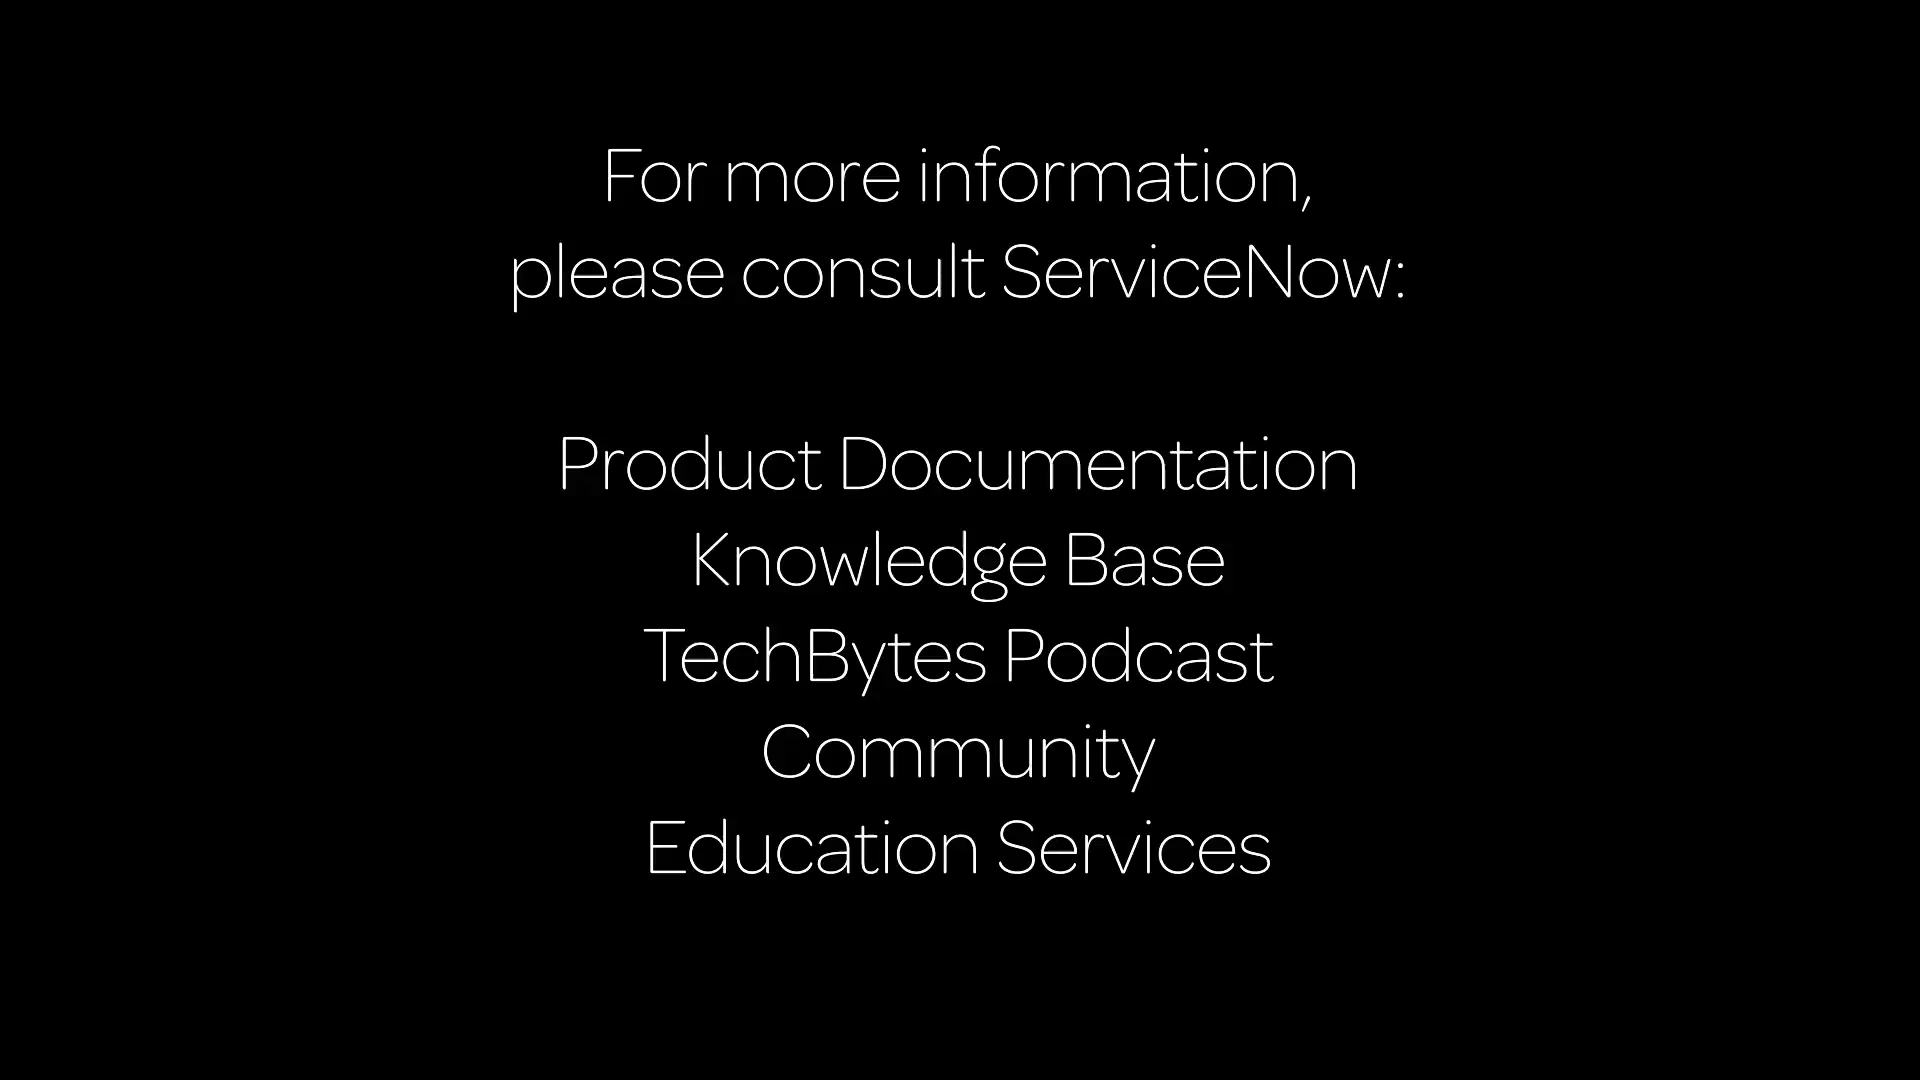 For more information,
please consult ServiceNow:
Product Documentation
Knowledge Base
TechBytes Podcast
Community
Education Services